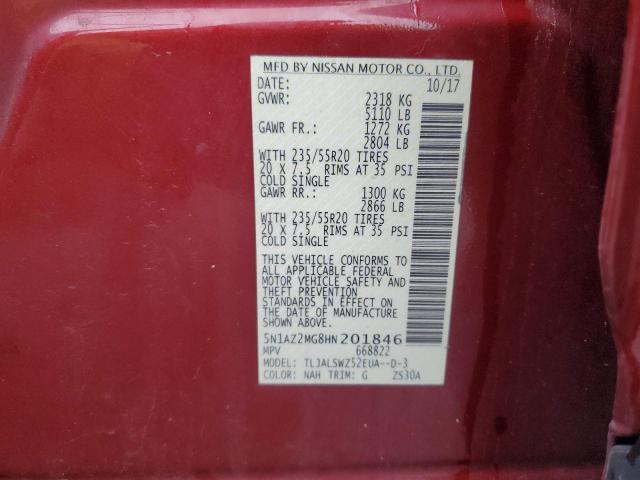 MFD BY NISSAN MOTOR CO., LTD.
DATE: 10/17
GVWR: 2318 KG
5110 LB
GAWR FR.: 1272 KG
2804 LB
WITH 235/55R20 TIRES
20 X 7.5 RIMS AT 35 PSI
COLD SINGLE
GAWR RR.: 1300 KG
2866 LB
WITH 235/55R20 TIRES
20 X 7.5 RIMS AT 35 PSI
COLD SINGLE
THIS VEHICLE CONFORMS TO
ALL APPLICABLE FEDERAL
MOTOR VEHICLE SAFETY AND
THEFT PREVENTION
STANDARDS IN EFFECT ON
THE DATE OF MANUFACTURE
SHOWN ABOVE.
5N1AZ2MG8HN201846
MPV 668822
MODEL: TLJALSWZ52EUA--D-3
COLOR: NAH TRIM: G ZS30A